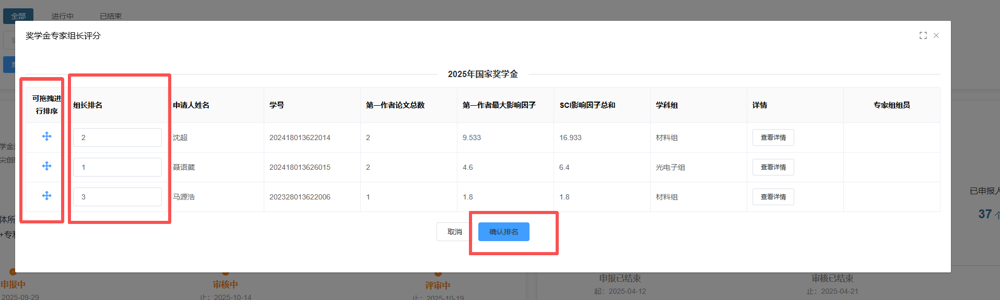 全部 进行中 已结束
奖学金专家组长评分
2025年国家奖学金
可拖拽进行排序 组长排名 申请人姓名 学号 第一作者论文总数 第一作者最大影响因子 SCI影响因子总和 学科组 详情 专家组组员
2 沈超 202418013622014 2 9.533 16.933 材料组 查看详情
1 聂语葳 202418013626015 2 4.6 6.4 光电子组 查看详情
3 马源浩 202328013622006 1 1.8 1.8 材料组 查看详情
取消 确认排名
学金
尖创
体所
+专利
已申报人
37 个
申报中 审核中 评审中 申报已结束 审核已结束
2025-09-29 止：2025-10-14 止：2025-10-19 起：2025-04-12 止：2025-04-21